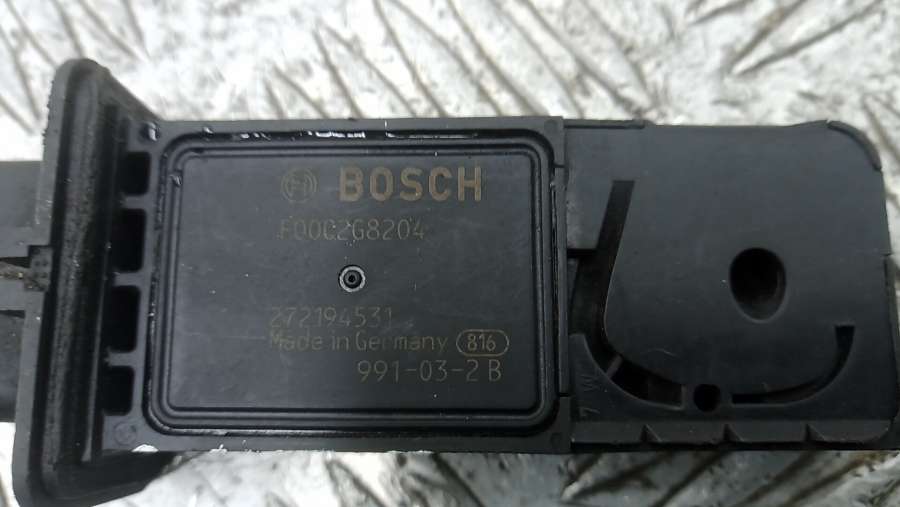 BOSCH
F00C2G8204
272194531
Made in Germany 816
991-03-2 B